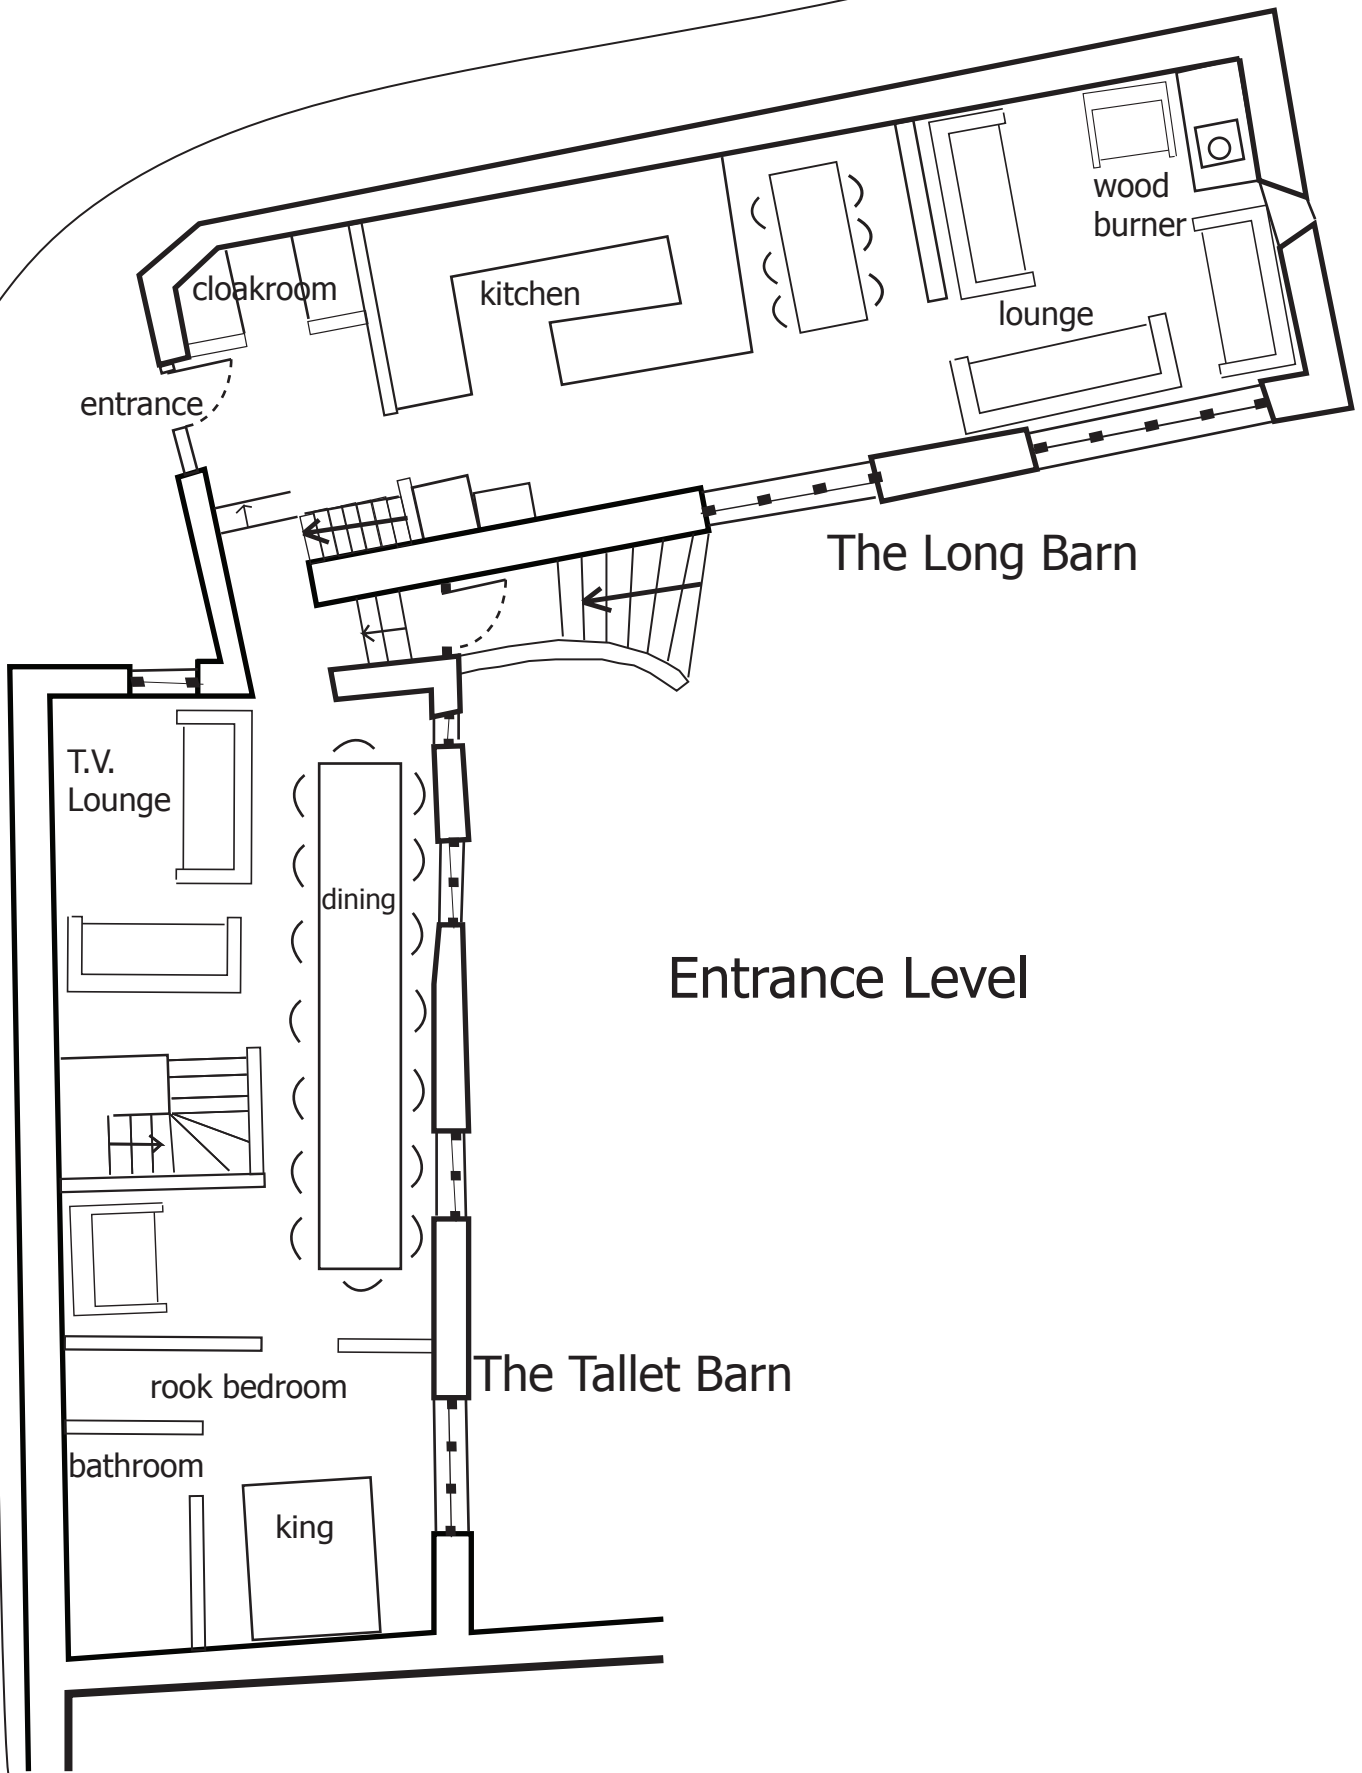 wood
burner
cloakroom
kitchen
lounge
entrance
The Long Barn
T.V.
Lounge
dining
Entrance Level
The Tallet Barn
rook bedroom
bathroom
king